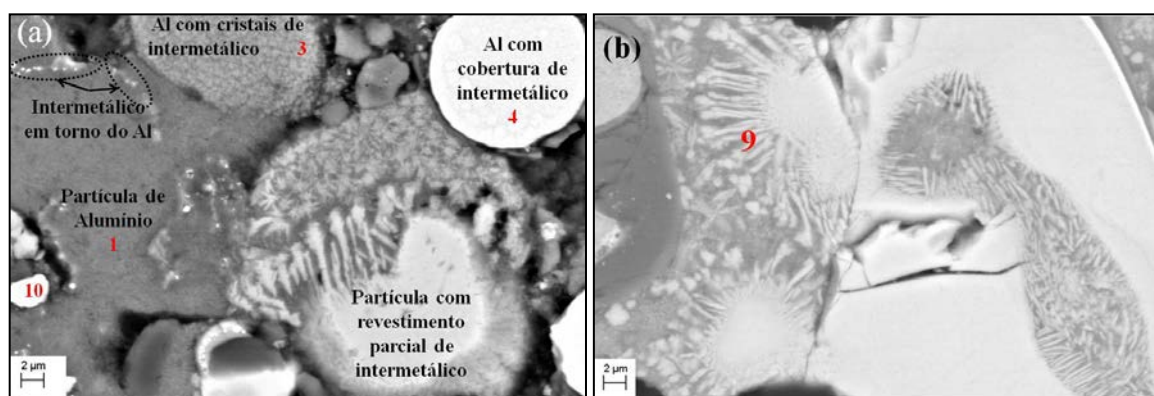 (a)
Al com cristais de
intermetálico 3
Al com
cobertura de
intermetálico
4
Intermetálico
em torno do Al
Partícula de
Alumínio
1
10
Partícula com
revestimento
parcial de
intermetálico
2 µm
(b)
9
2 µm